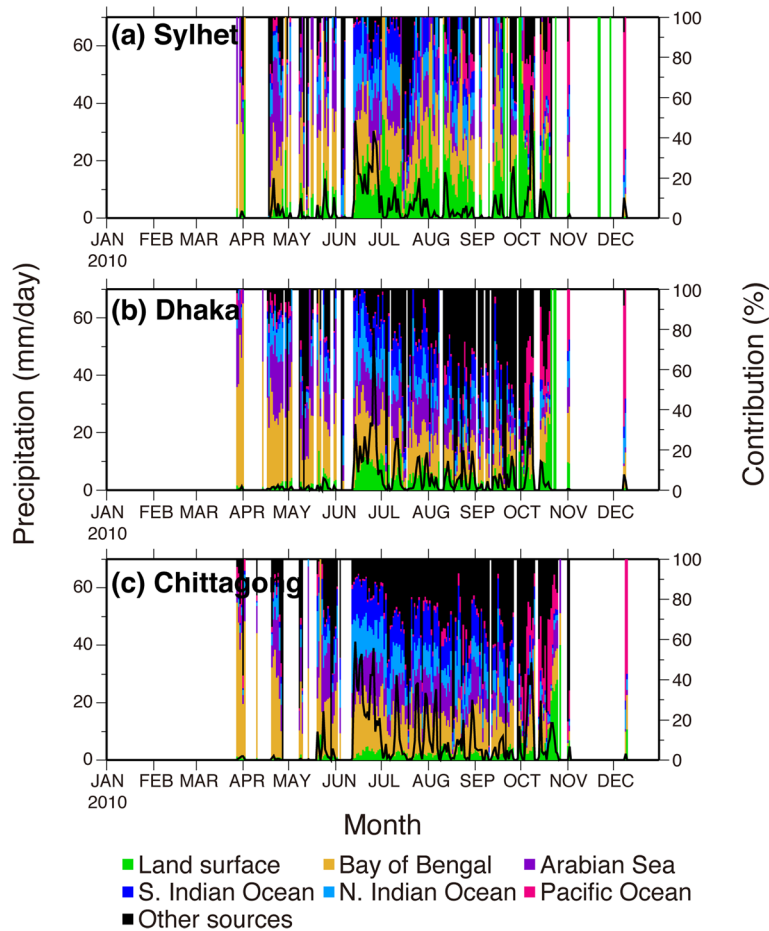 (a) Sylhet
60
40
20
0
100
80
60
40
20
0
JAN FEB MAR APR MAY JUN JUL AUG SEP OCT NOV DEC
2010
(b) Dhaka
60
40
20
0
100
80
60
40
20
0
JAN FEB MAR APR MAY JUN JUL AUG SEP OCT NOV DEC
2010
(c) Chittagong
60
40
20
0
100
80
60
40
20
0
JAN FEB MAR APR MAY JUN JUL AUG SEP OCT NOV DEC
2010
Precipitation (mm/day)
Contribution (%)
Month
Land surface Bay of Bengal Arabian Sea
S. Indian Ocean N. Indian Ocean Pacific Ocean
Other sources